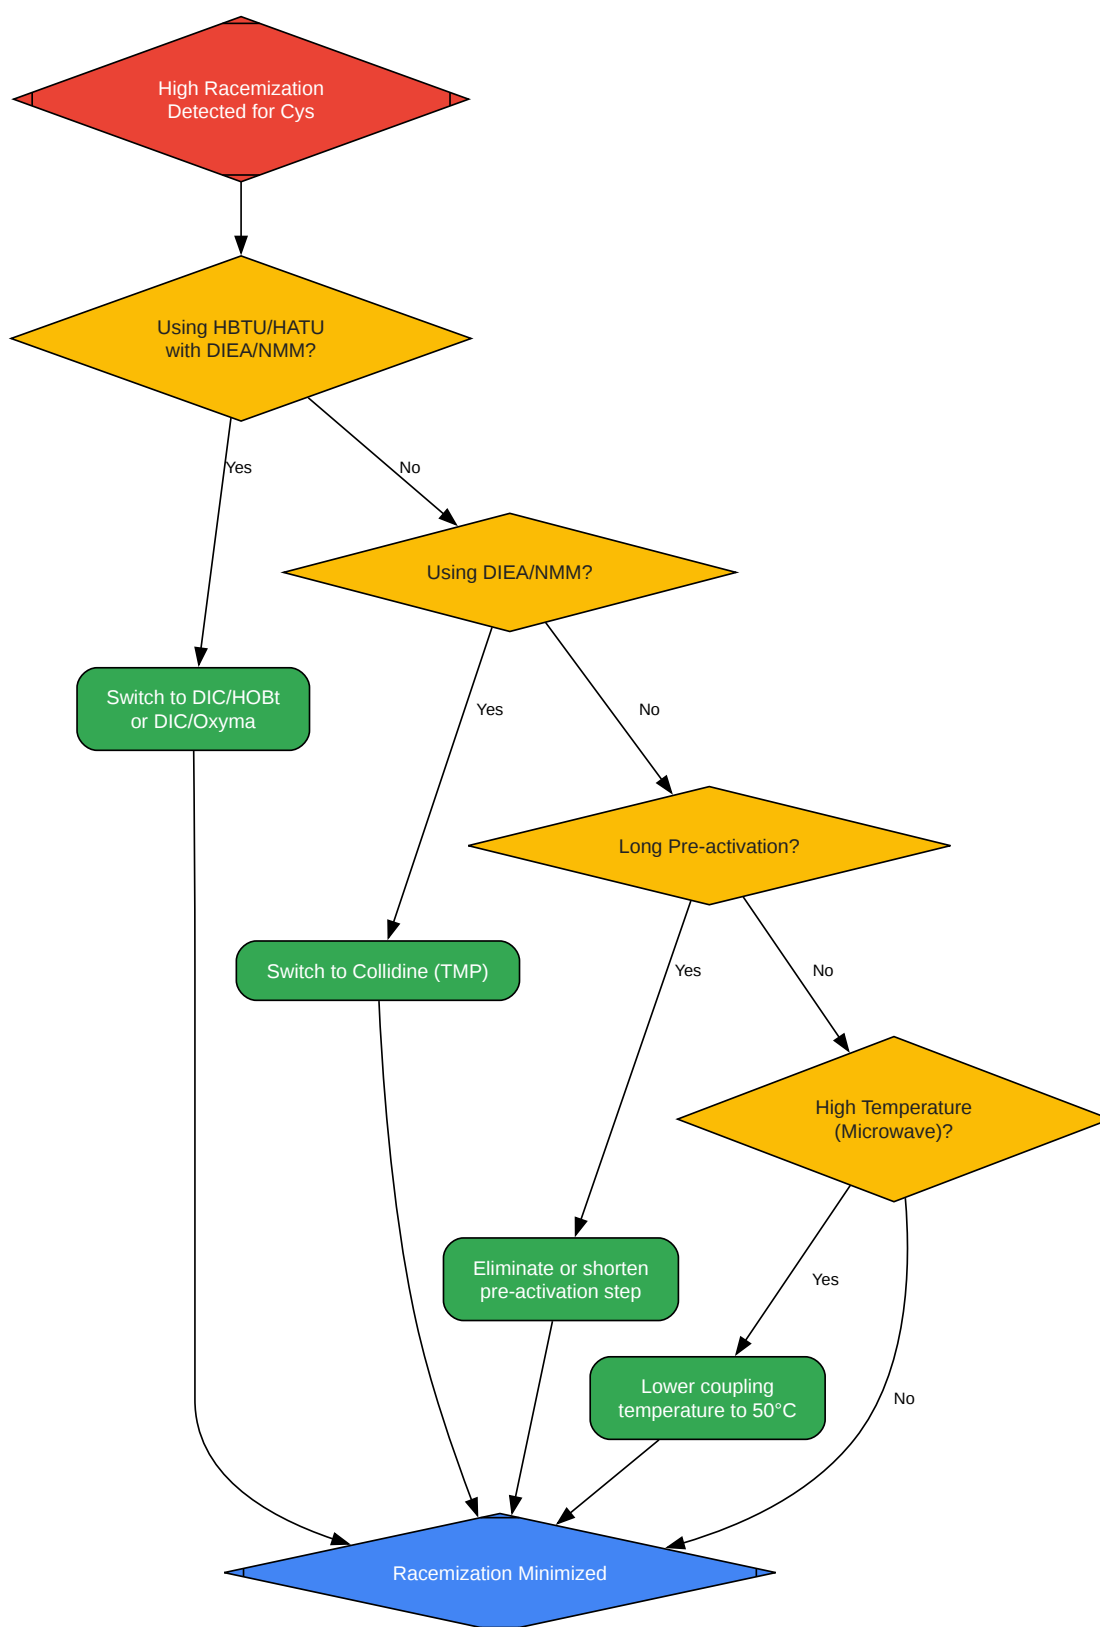 High Racemization
Detected for Cys
Using HBTU/HATU
with DIEA/NMM?
Yes
No
Using DIEA/NMM?
Switch to DIC/HOBt
or DIC/Oxyma
Yes
No
Long Pre-activation?
Switch to Collidine (TMP)
Yes
No
High Temperature
(Microwave)?
Eliminate or shorten
pre-activation step
Yes
Lower coupling
temperature to 50°C
No
Racemization Minimized